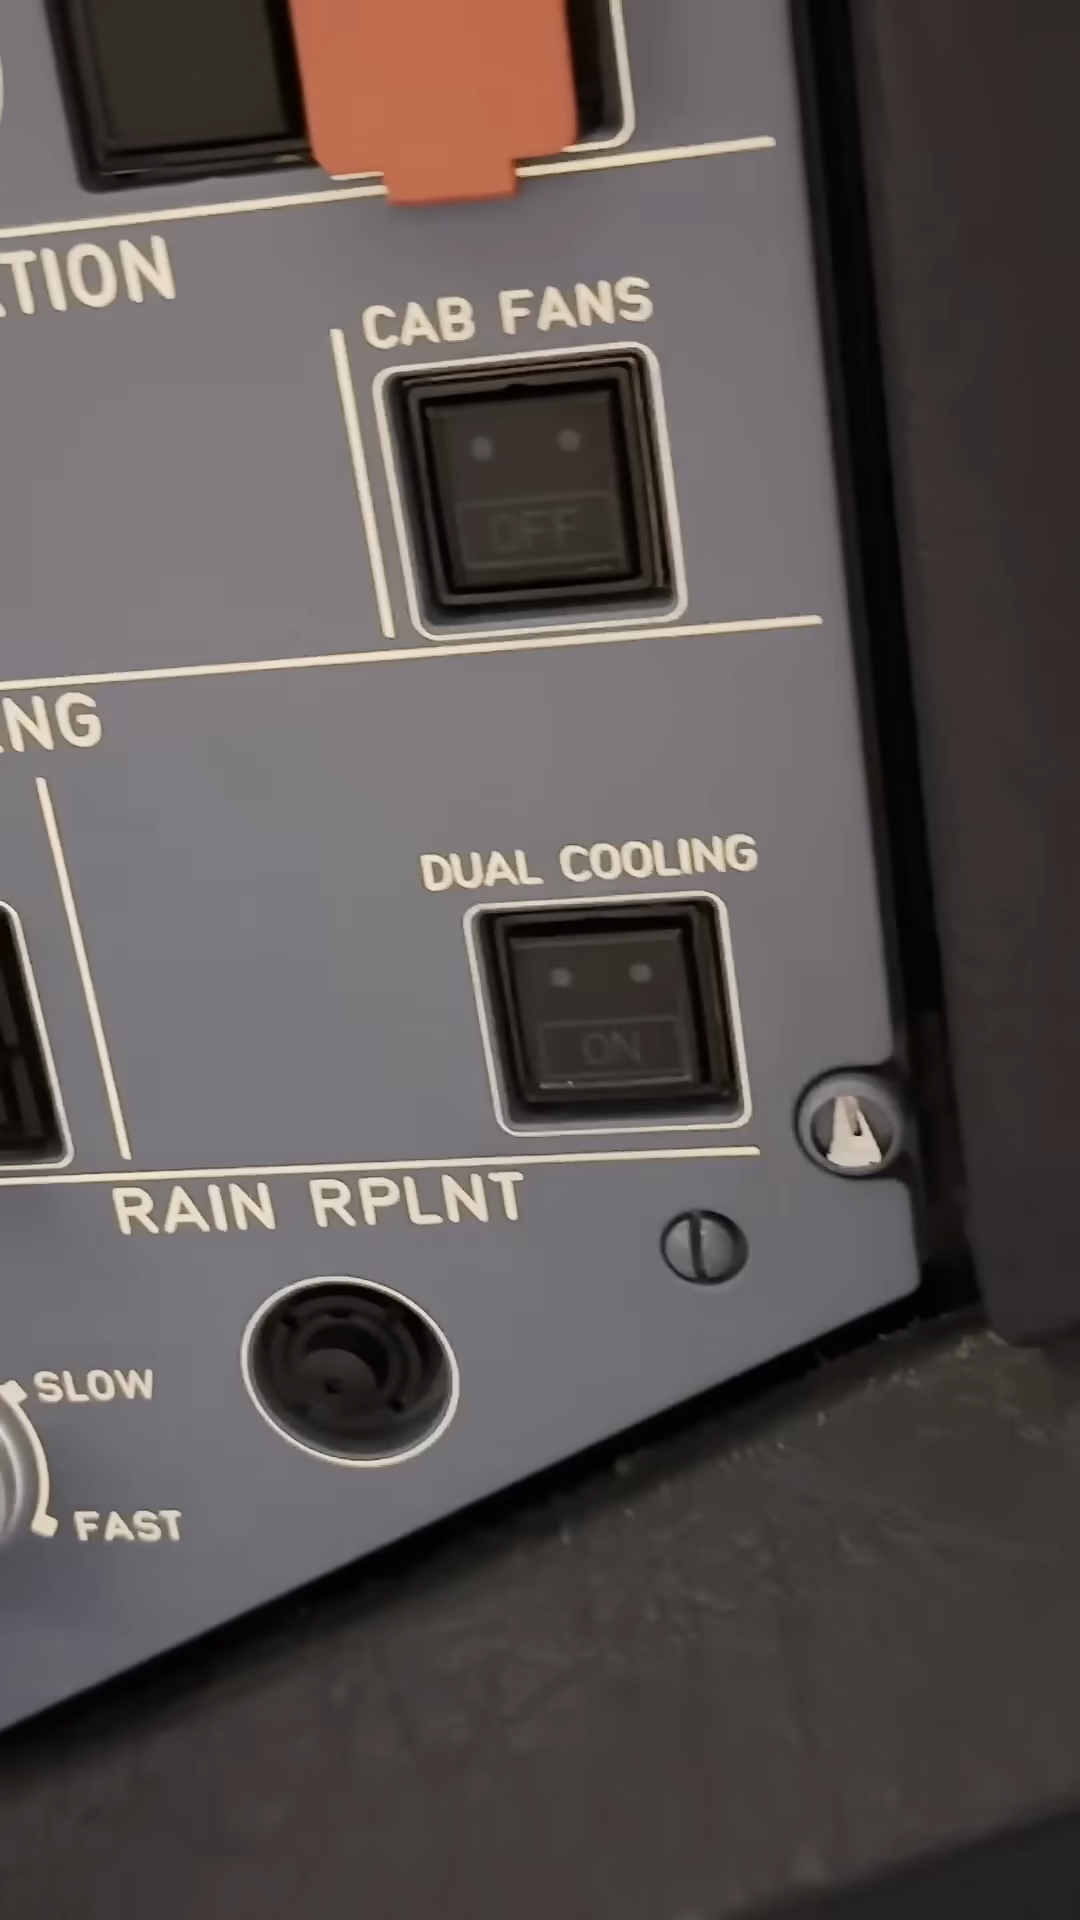 TION
CAB FANS
OFF
NG
DUAL COOLING
ON
RAIN RPLNT
SLOW
FAST